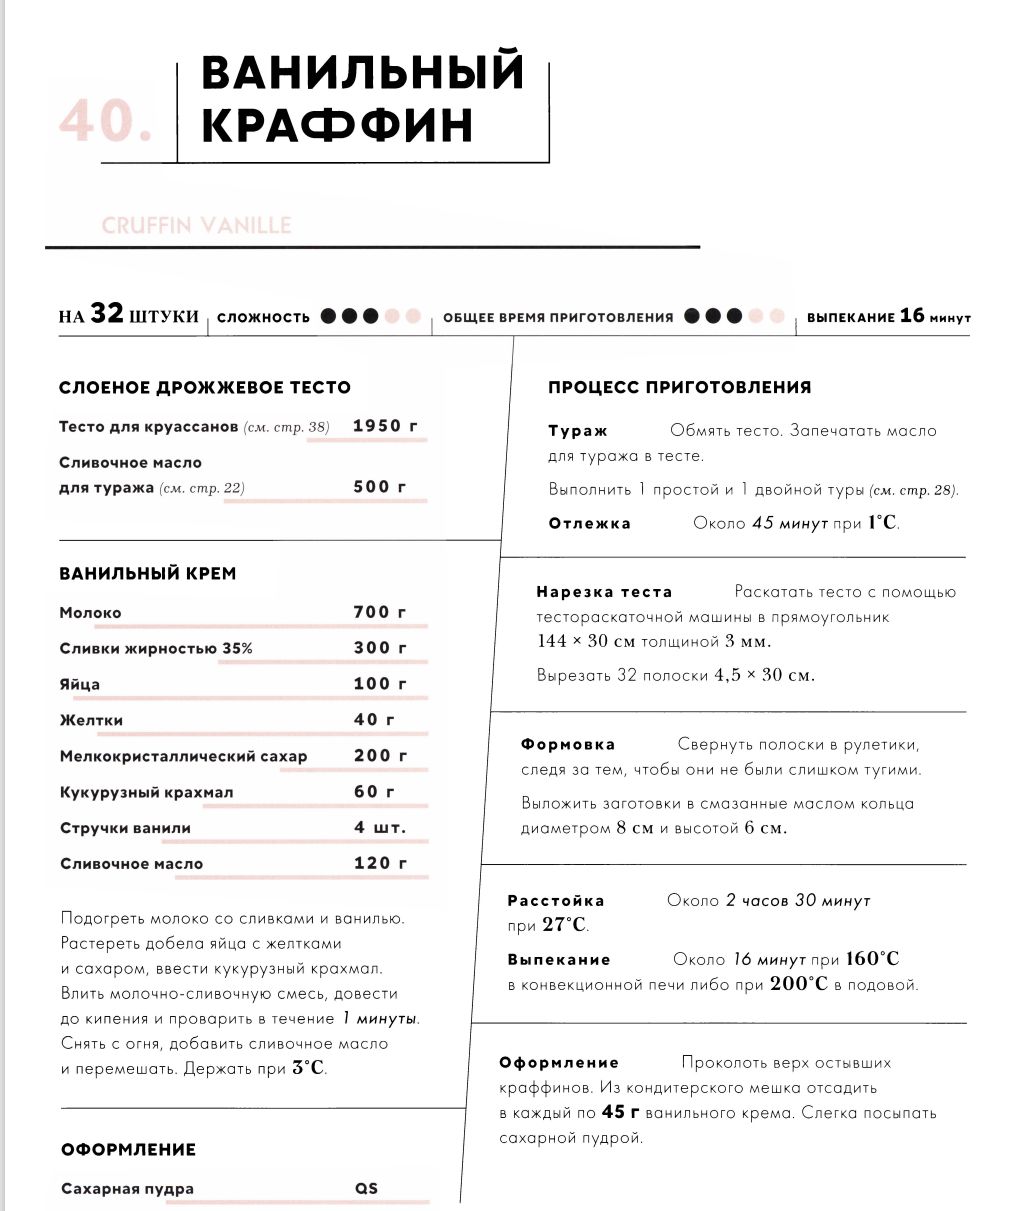 40.
ВАНИЛЬНЫЙ
КРАФФИН
CRUFFIN VANILLE
НА 32 ШТУКИ СЛОЖНОСТЬ ОБЩЕЕ ВРЕМЯ ПРИГОТОВЛЕНИЯ ВЫПЕКАНИЕ 16 минут
СЛОЕНОЕ ДРОЖЖЕВОЕ ТЕСТО
Тесто для круассанов (см. стр. 38) 1950 г
Сливочное масло
для туража (см. стр. 22) 500 г
ВАНИЛЬНЫЙ КРЕМ
Молоко 700 г
Сливки жирностью 35% 300 г
Яйца 100 г
Желтки 40 г
Мелкокристаллический сахар 200 г
Кукурузный крахмал 60 г
Стручки ванили 4 шт.
Сливочное масло 120 г
Подогреть молоко со сливками и ванилью.
Растереть добела яйца с желтками
и сахаром, ввести кукурузный крахмал.
Влить молочно-сливочную смесь, довести
до кипения и проварить в течение 1 минуты.
Снять с огня, добавить сливочное масло
и перемешать. Держать при 3°C.
ОФОРМЛЕНИЕ
Сахарная пудра QS
ПРОЦЕСС ПРИГОТОВЛЕНИЯ
Тураж Обмять тесто. Запечатать масло
для туража в тесте.
Выполнить 1 простой и 1 двойной туры (см. стр. 28).
Отлежка Около 45 минут при 1°C.
Нарезка теста Раскатать тесто с помощью
тестораскаточной машины в прямоугольник
144 × 30 см толщиной 3 мм.
Вырезать 32 полоски 4,5 × 30 см.
Формовка Свернуть полоски в рулетики,
следя за тем, чтобы они не были слишком тугими.
Выложить заготовки в смазанные маслом кольца
диаметром 8 см и высотой 6 см.
Расстойка Около 2 часов 30 минут
при 27°C.
Выпекание Около 16 минут при 160°C
в конвекционной печи либо при 200°C в подовой.
Оформление Проколоть верх остывших
краффинов. Из кондитерского мешка отсадить
в каждый по 45 г ванильного крема. Слегка посыпать
сахарной пудрой.